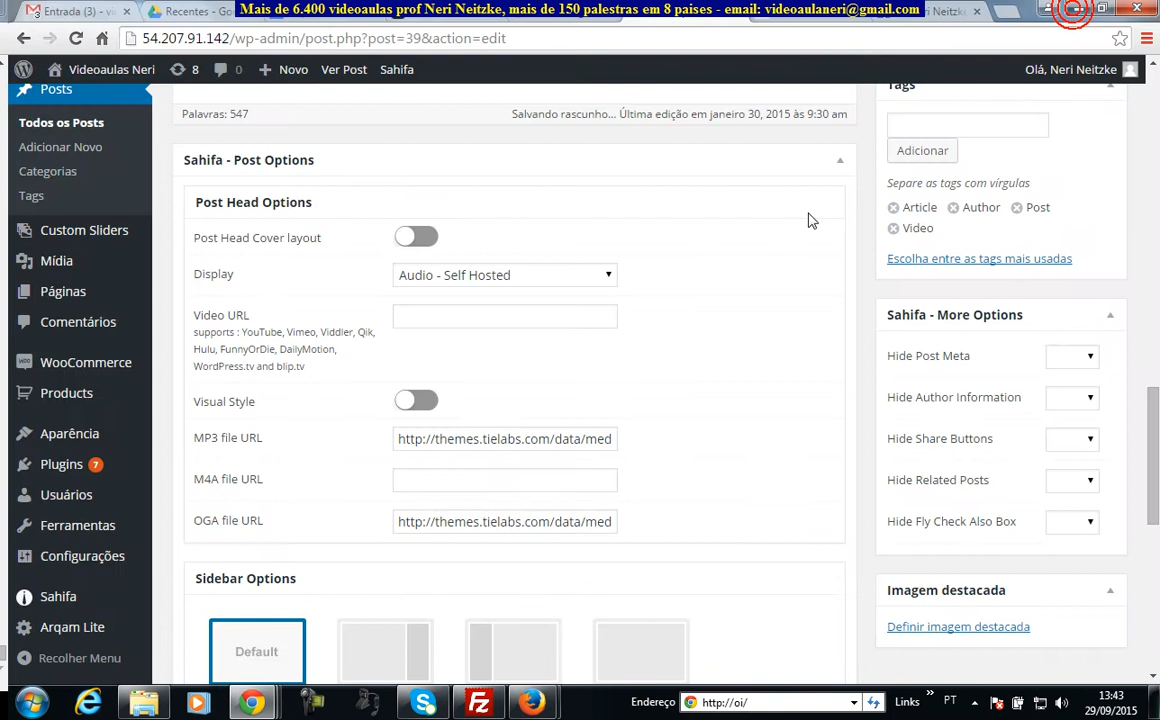 Mais de 6.400 videoaulas prof Neri Neitzke, mais de 150 palestras em 8 paises - email: videoaulaneri@gmail.com
Entrada (3) - vi
Recentes - Go
Neri Neitzke
54.207.91.142/wp-admin/post.php?post=39&action=edit
Videoaulas Neri
8
0
Novo
Ver Post
Sahifa
Olá, Neri Neitzke
Posts
Todos os Posts
Adicionar Novo
Categorias
Tags
Custom Sliders
Mídia
Páginas
Comentários
WooCommerce
Products
Aparência
Plugins 7
Usuários
Ferramentas
Configurações
Sahifa
Arqam Lite
Recolher Menu
Palavras: 547
Salvando rascunho... Última edição em janeiro 30, 2015 às 9:30 am
Sahifa - Post Options
Post Head Options
Post Head Cover layout
Display
Audio - Self Hosted
Video URL
supports : YouTube, Vimeo, Viddler, Qik,
Hulu, FunnyOrDie, DailyMotion,
WordPress.tv and blip.tv
Visual Style
MP3 file URL
http://themes.tielabs.com/data/med
M4A file URL
OGA file URL
http://themes.tielabs.com/data/med
Sidebar Options
Default
Tags
Adicionar
Separe as tags com vírgulas
Article
Author
Post
Video
Escolha entre as tags mais usadas
Sahifa - More Options
Hide Post Meta
Hide Author Information
Hide Share Buttons
Hide Related Posts
Hide Fly Check Also Box
Imagem destacada
Definir imagem destacada
Endereço
http://oi/
Links
PT
13:43
29/09/2015